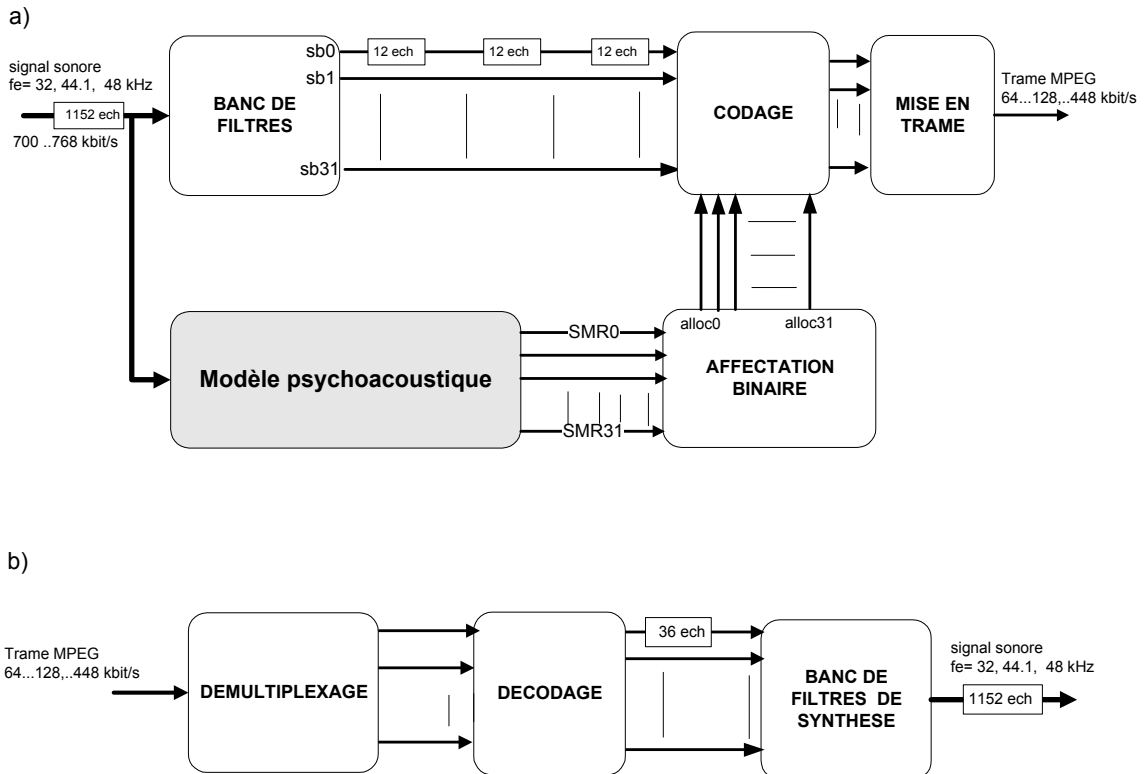 a)
signal sonore
fe= 32, 44.1, 48 kHz
1152 ech
700 ..768 kbit/s
BANC DE
FILTRES
sb0
sb1
sb31
12 ech
12 ech
12 ech
CODAGE
MISE EN
TRAME
Trame MPEG
64...128,..448 kbit/s
Modèle psychoacoustique
SMR0
SMR31
alloc0
alloc31
AFFECTATION
BINAIRE
b)
Trame MPEG
64...128,..448 kbit/s
DEMULTIPLEXAGE
DECODAGE
36 ech
BANC DE
FILTRES DE
SYNTHESE
signal sonore
fe= 32, 44.1, 48 kHz
1152 ech